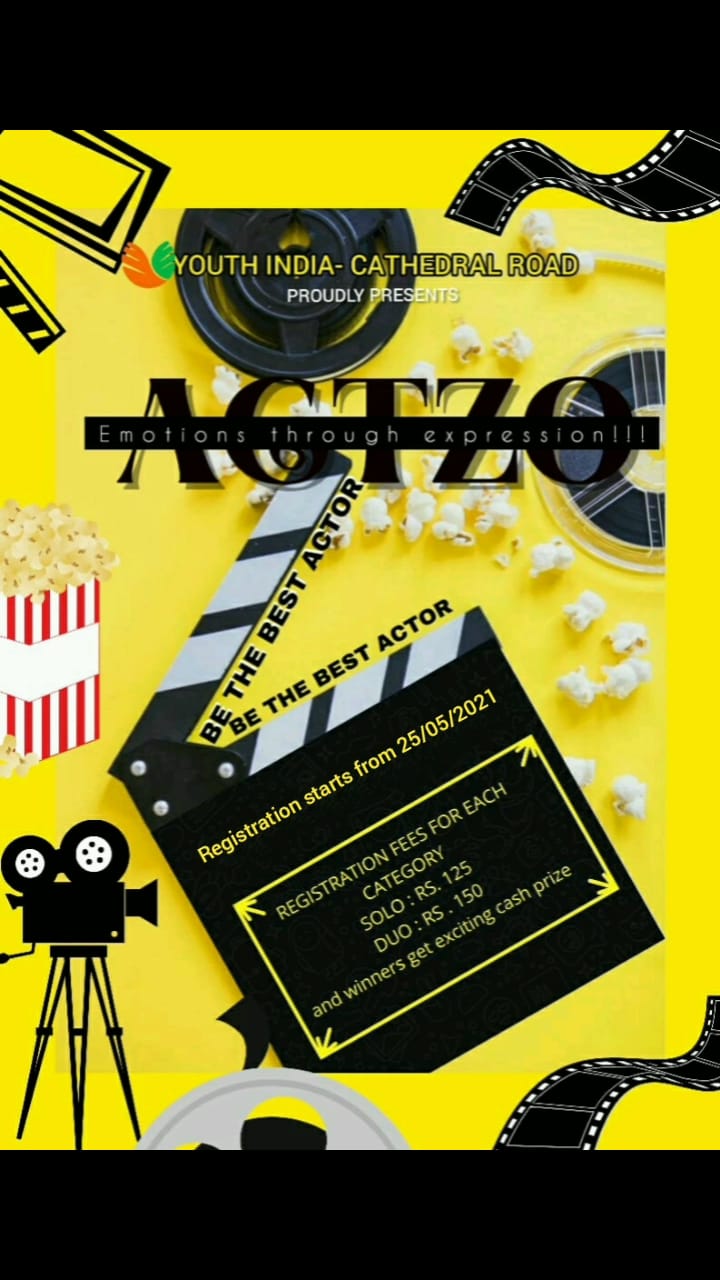 YOUTH INDIA- CATHEDRAL ROAD
PROUDLY PRESENTS
ACTZO
Emotions through expression!!!
BE THE BEST ACTOR
BE THE BEST ACTOR
Registration starts from 25/05/2021
REGISTRATION FEES FOR EACH
CATEGORY
SOLO : RS. 125
DUO : RS . 150
and winners get exciting cash prize